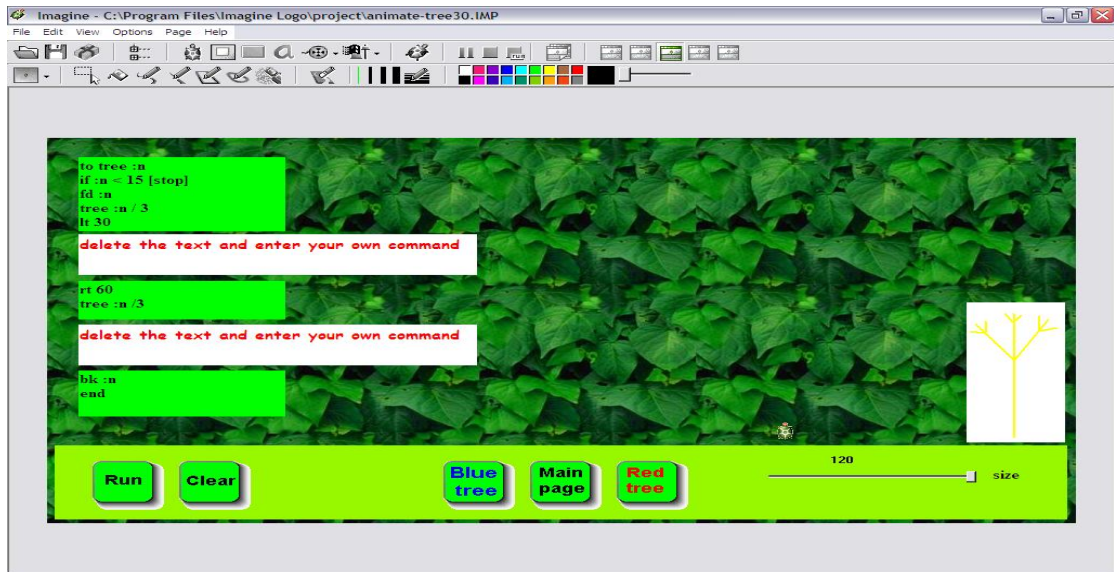 Imagine - C:\Program Files\Imagine Logo\project\animate-tree30.IMP
File Edit View Options Page Help
to tree :n
if :n < 15 [stop]
fd :n
tree :n / 3
lt 30
delete the text and enter your own command
rt 60
tree :n /3
delete the text and enter your own command
bk :n
end
Run
Clear
Blue
tree
Main
page
Red
tree
120
size